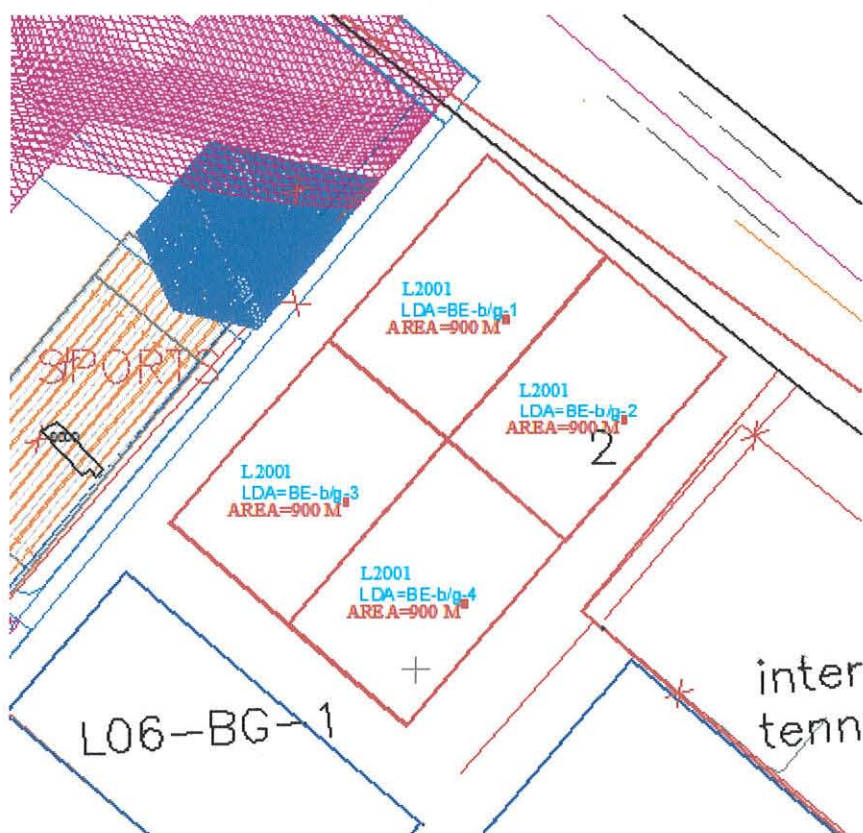 L2001
LDA=BE-b/g-1
AREA=900 M
L2001
LDA=BE-b/g-2
AREA=900 M
2
SPORTS
L2001
LDA=BE-b/g-3
AREA=900 M
L2001
LDA=BE-b/g-4
AREA=900 M
L06-BG-1
inter
tenn